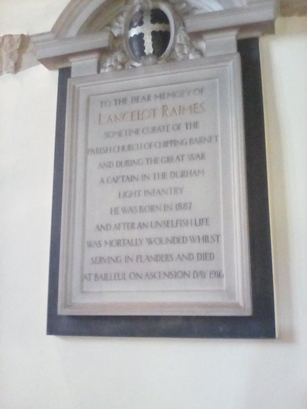 TO THE DEAR MEMORY OF
LANCELOT RAIMES
SOMETIME CURATE OF THE
PARISH CHURCH OF CHIPPING BARNET
AND DURING THE GREAT WAR
A CAPTAIN IN THE DURHAM
LIGHT INFANTRY
HE WAS BORN IN 1887
AND AFTER AN UNSELFISH LIFE
WAS MORTALLY WOUNDED WHILST
SERVING IN FLANDERS AND DIED
AT BAILLEUL ON ASCENSION DAY 1916